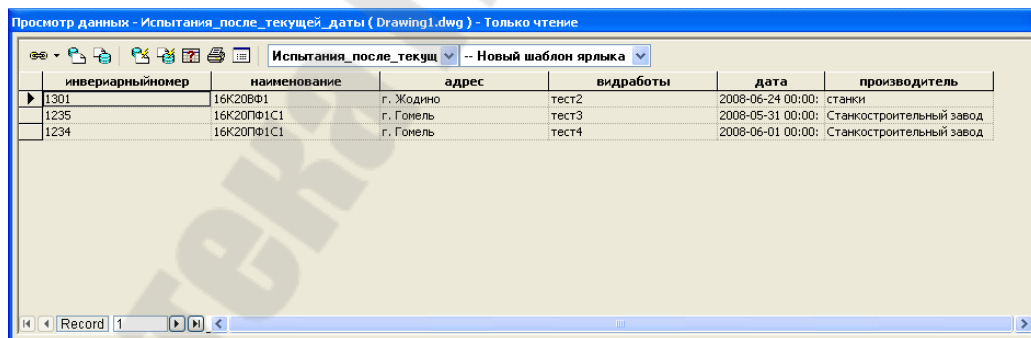 Просмотр данных - Испытания_после_текущей_даты ( Drawing1.dwg ) - Только чтение
Испытания_после_текущ -- Новый шаблон ярлыка
инвериарныйномер наименование адрес видработы дата производитель
1301 16К20ВФ1 г. Жодино тест2 2008-06-24 00:00: станки
1235 16К20ПФ1С1 г. Гомель тест3 2008-05-31 00:00: Станкостроительный завод
1234 16К20ПФ1С1 г. Гомель тест4 2008-06-01 00:00: Станкостроительный завод
Record 1